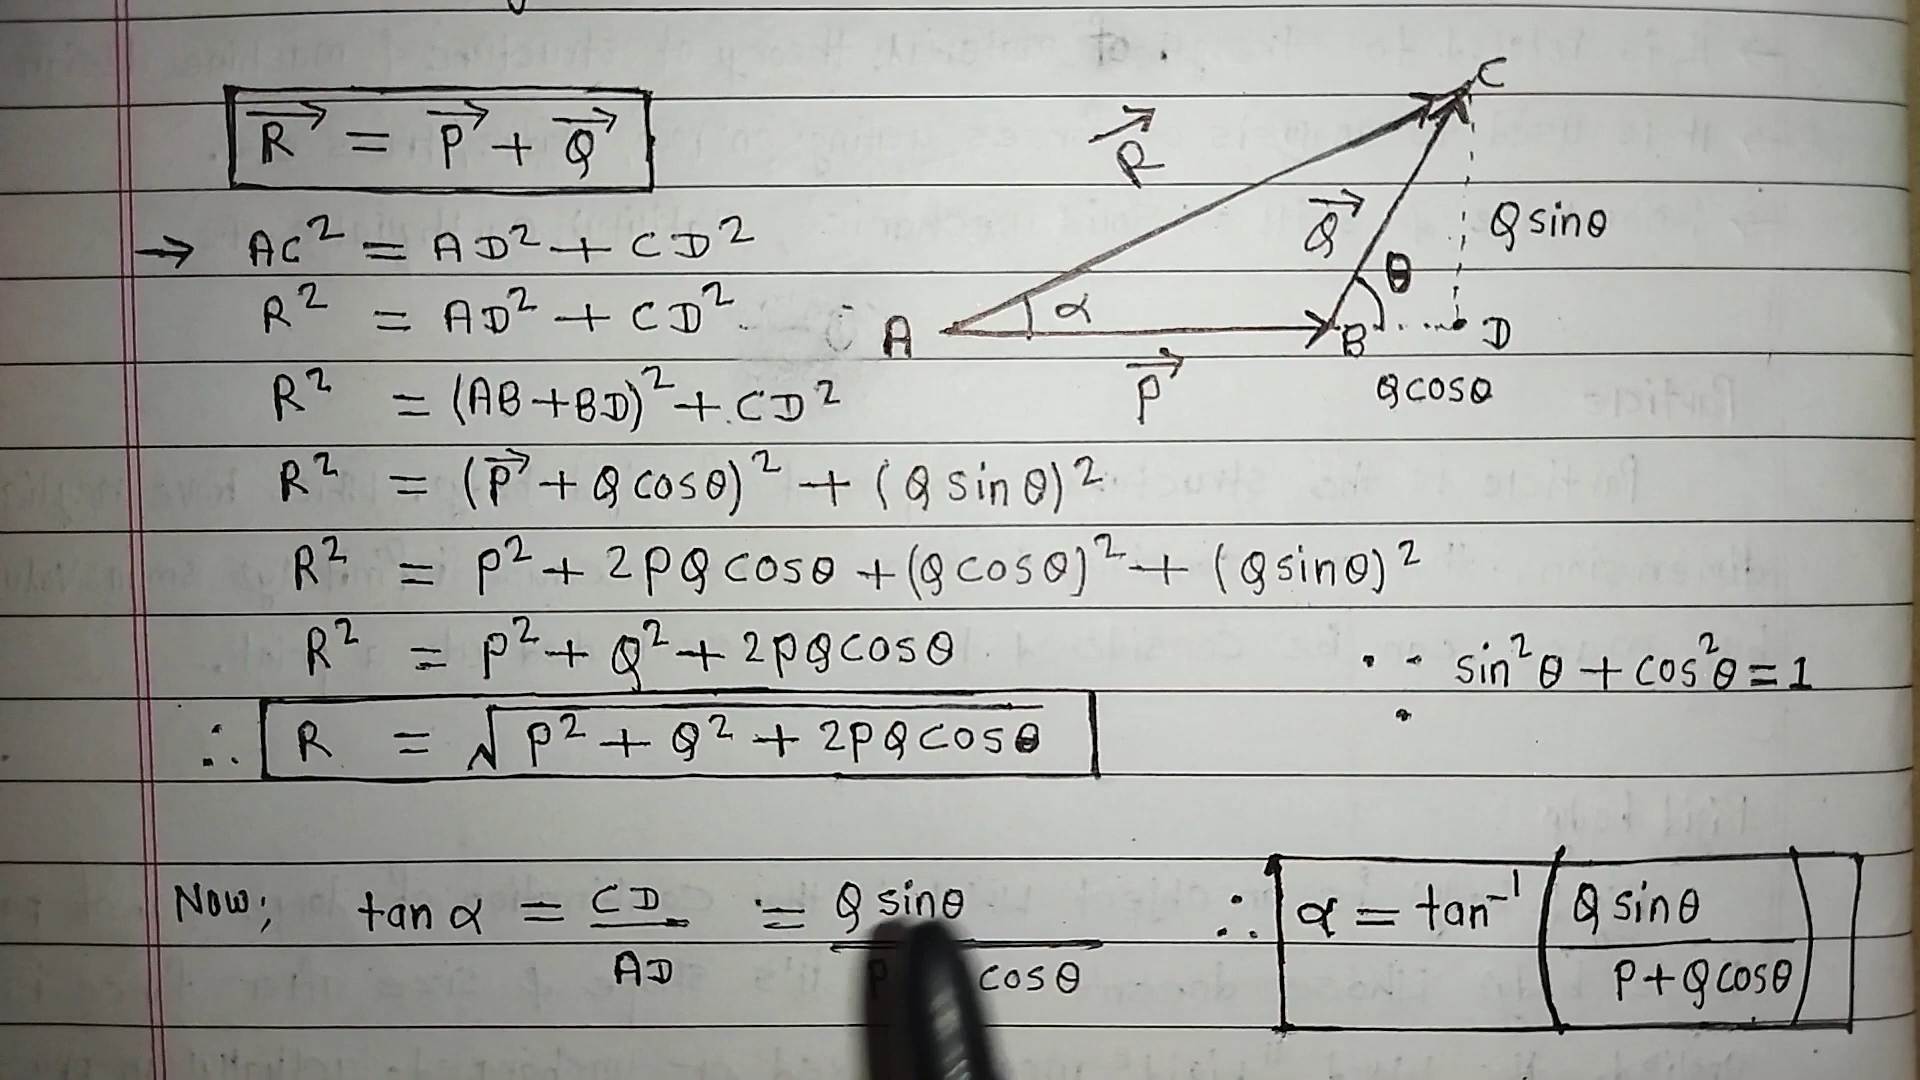 R⃗ = P⃗ + Q⃗
→ AC² = AD² + CD²
R² = AD² + CD²
R² = (AB + BD)² + CD²
R² = (P⃗ + Q cosθ)² + (Q sinθ)²
R² = P² + 2PQ cosθ + (Q cosθ)² + (Q sinθ)²
R² = P² + Q² + 2PQ cosθ
∵ sin²θ + cos²θ = 1
∴ R = √(P² + Q² + 2PQ cosθ)
C
R⃗
Q⃗
Q sinθ
θ
α
A
B
D
P⃗
Q cosθ
Now; tan α = CD/AD = Q sinθ / P cosθ
∴ α = tan⁻¹ (Q sinθ / P + Q cosθ)